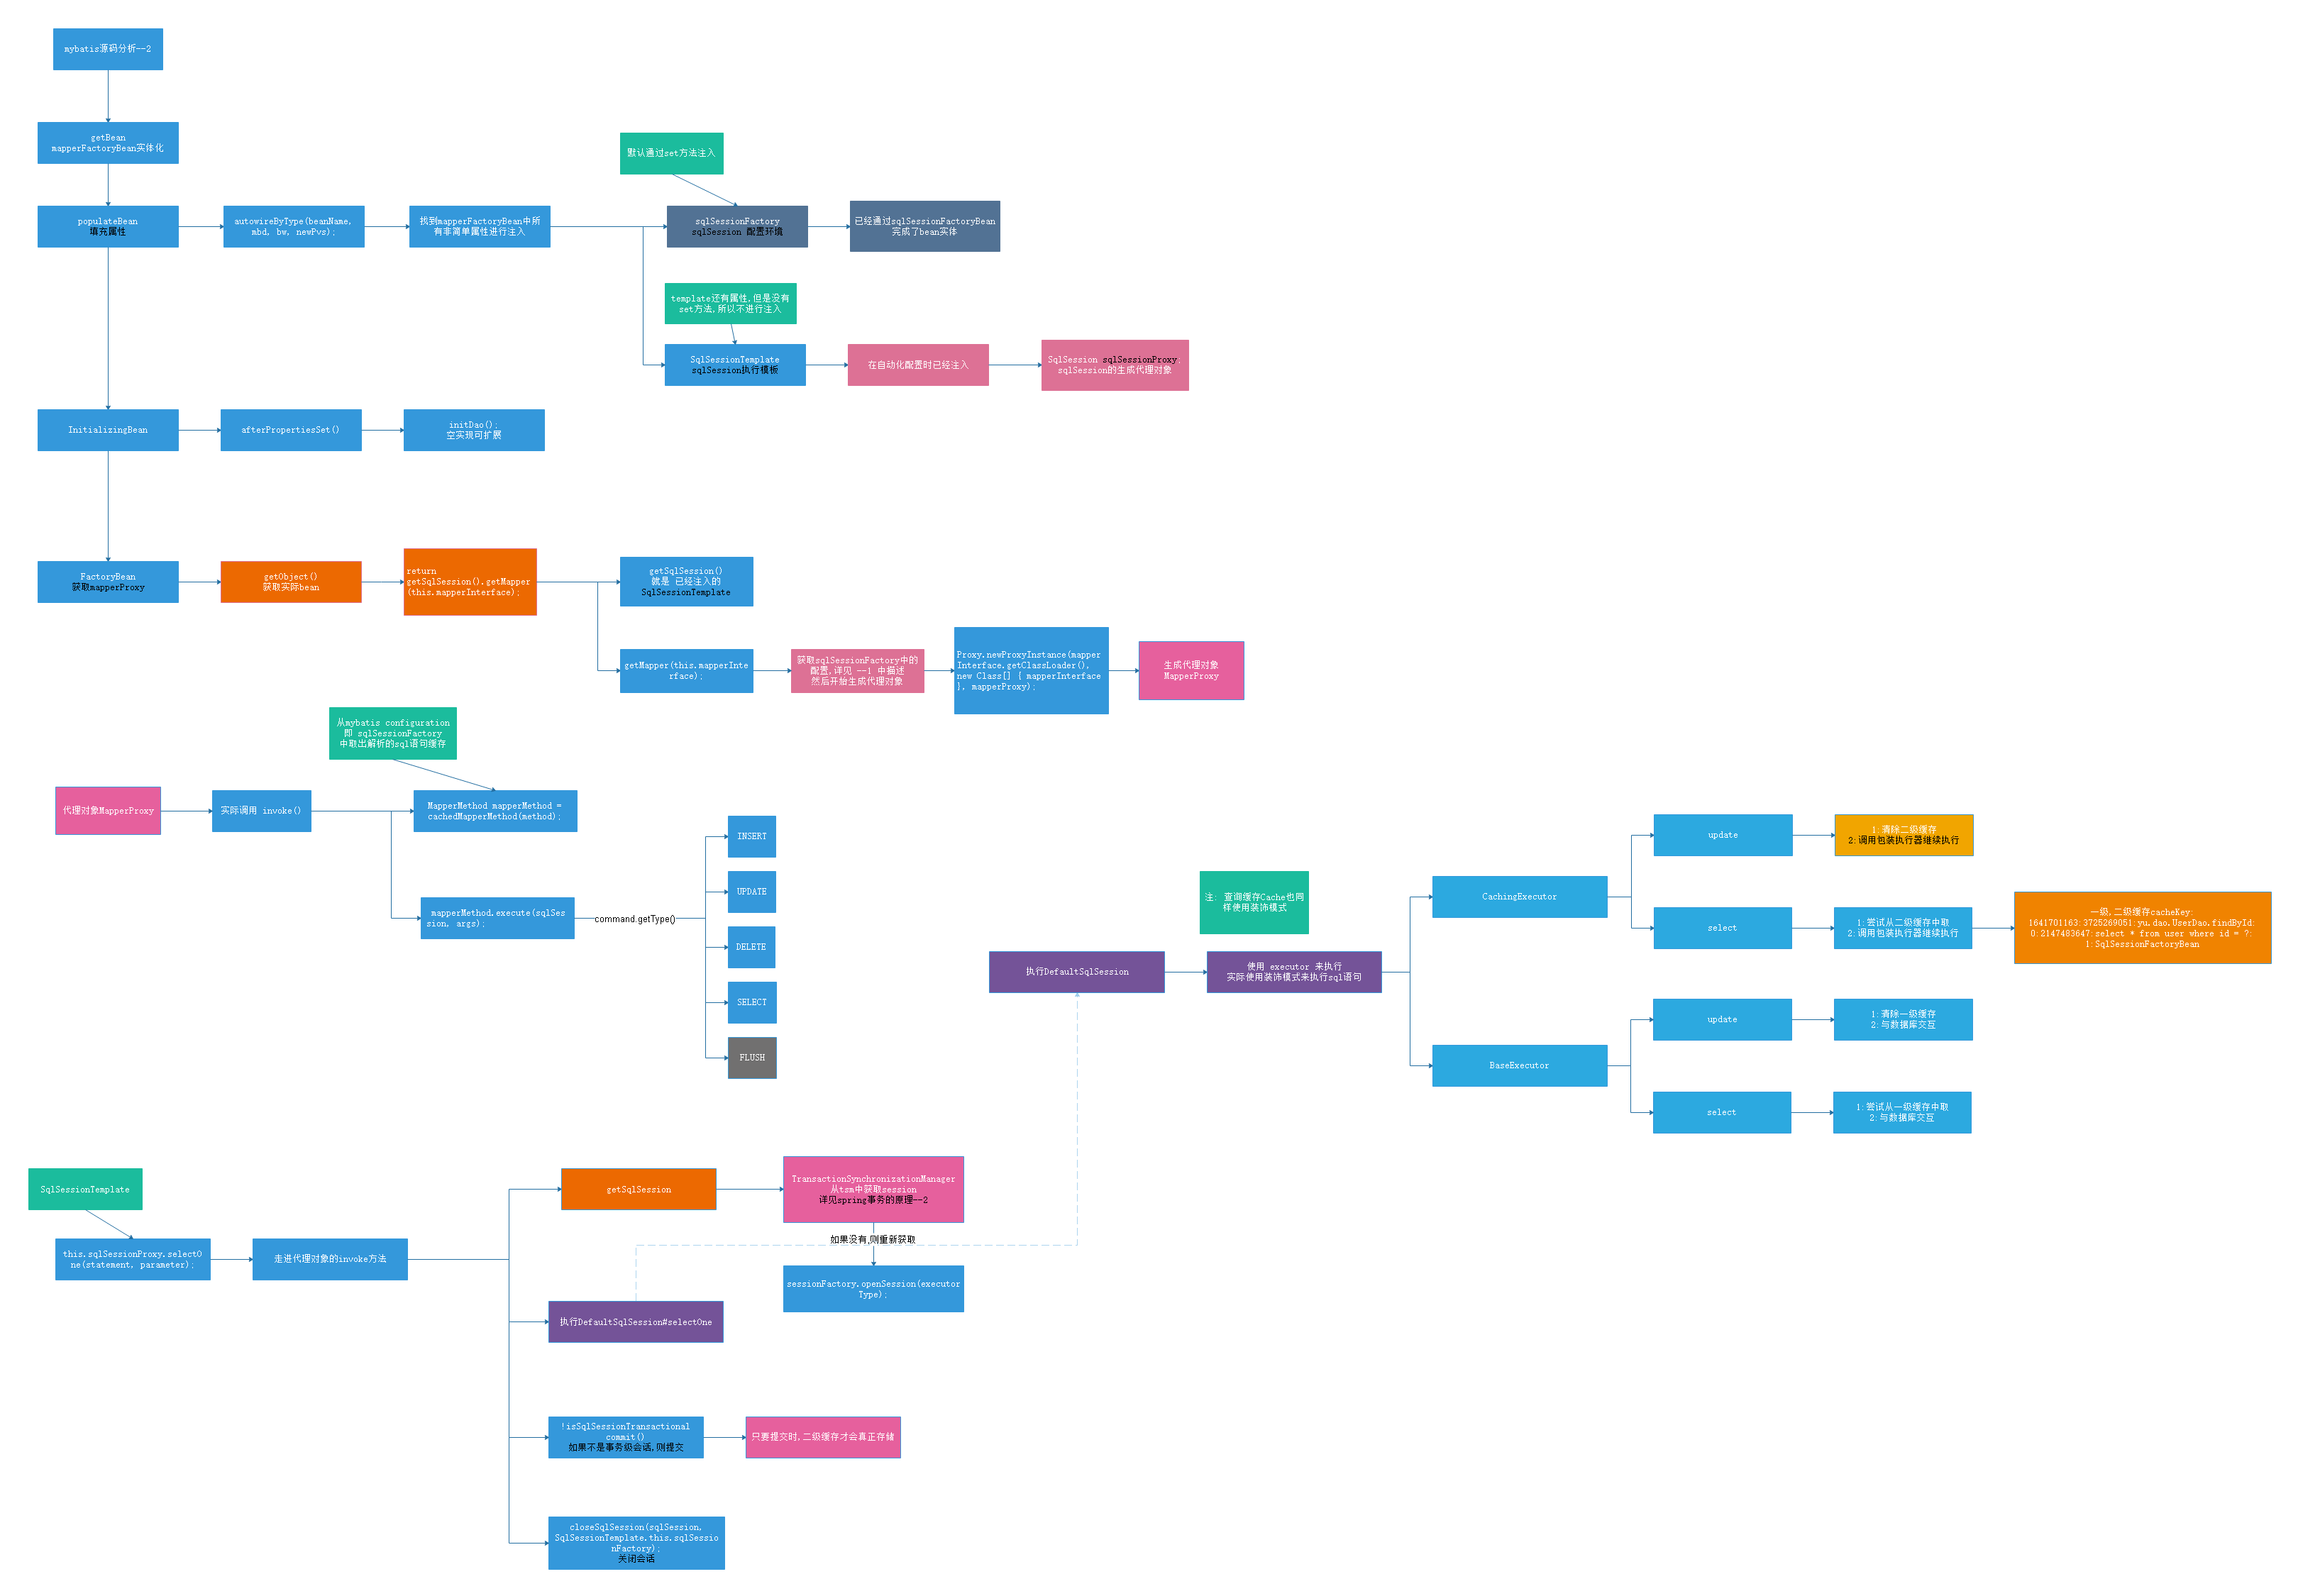 mybatis源码分析--2
getBean
mapperFactoryBean实体化
populateBean
填充属性
autowireByType(beanName,
mbd, bw, newPvs);
找到mapperFactoryBean中所
有非简单属性进行注入
默认通过set方法注入
sqlSessionFactory
sqlSession 配置环境
已经通过sqlSessionFactoryBean
完成了bean实体
template还有属性,但是没有
set方法,所以不进行注入
SqlSessionTemplate
sqlSession执行模板
在自动化配置时已经注入
SqlSession sqlSessionProxy;
sqlSession的生成代理对象
InitializingBean
afterPropertiesSet()
initDao();
空实现可扩展
FactoryBean
获取mapperProxy
getObject()
获取实际bean
return
getSqlSession().getMapper
(this.mapperInterface);
getSqlSession()
就是 已经注入的
SqlSessionTemplate
getMapper(this.mapperInte
rface);
获取sqlSessionFactory中的
配置,详见 --1 中描述
然后开始生成代理对象
Proxy.newProxyInstance(mapper
Interface.getClassLoader(),
new Class[] { mapperInterface
}, mapperProxy);
生成代理对象
MapperProxy
从mybatis configuration
即 sqlSessionFactory
中取出解析的sql语句缓存
代理对象MapperProxy
实际调用 invoke()
MapperMethod mapperMethod =
cachedMapperMethod(method);
mapperMethod.execute(sqlSes
sion, args);
command.getType()
INSERT
UPDATE
DELETE
SELECT
FLUSH
注: 查询缓存Cache也同
样使用装饰模式
执行DefaultSqlSession
使用 executor 来执行
实际使用装饰模式来执行sql语句
CachingExecutor
update
1:清除二级缓存
2:调用包装执行器继续执行
select
1:尝试从二级缓存中取
2:调用包装执行器继续执行
一级,二级缓存cacheKey:
1641701163:3725269051:yu.dao.UserDao.findById:
0:2147483647:select * from user where id = ?:
1:SqlSessionFactoryBean
BaseExecutor
update
1:清除一级缓存
2:与数据库交互
select
1:尝试从一级缓存中取
2:与数据库交互
SqlSessionTemplate
this.sqlSessionProxy.selectO
ne(statement, parameter);
走进代理对象的invoke方法
getSqlSession
TransactionSynchronizationManager
从tsm中获取session
详见spring事务的原理--2
如果没有,则重新获取
sessionFactory.openSession(executor
Type);
执行DefaultSqlSession#selectOne
!isSqlSessionTransactional
commit()
如果不是事务级会话,则提交
只要提交时,二级缓存才会真正存储
closeSqlSession(sqlSession,
SqlSessionTemplate.this.sqlSessio
nFactory);
关闭会话